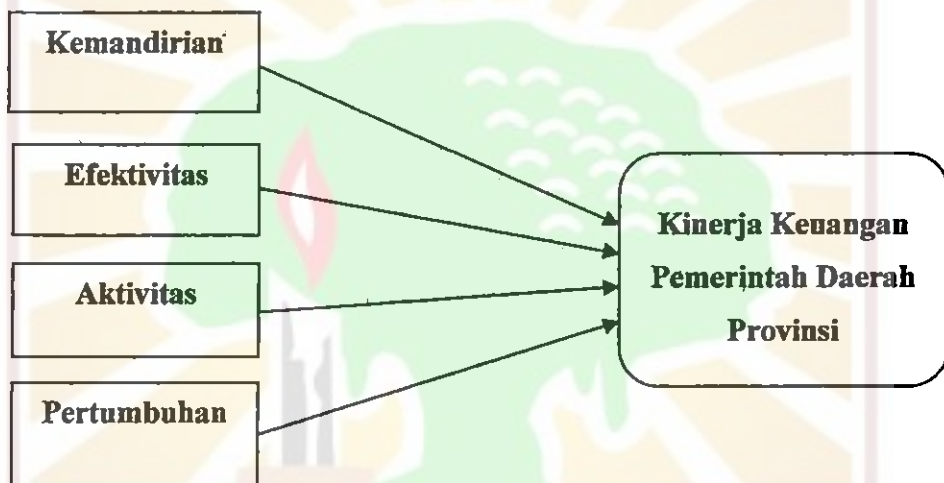 Kemandirian
Efektivitas
Aktivitas
Pertumbuhan
Kinerja Keuangan
Pemerintah Daerah
Provinsi